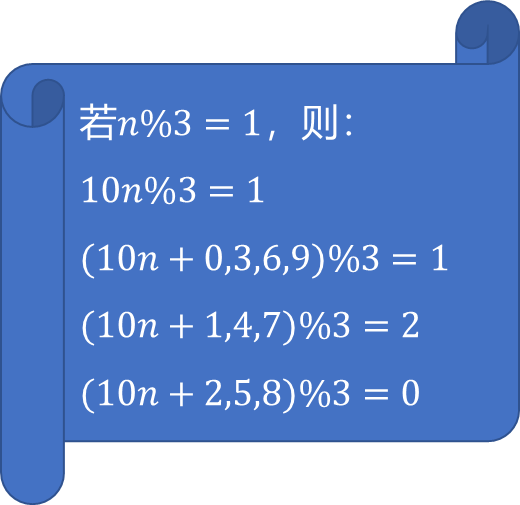 若n%3 = 1，则：
10n%3 = 1
(10n + 0,3,6,9)%3 = 1
(10n + 1,4,7)%3 = 2
(10n + 2,5,8)%3 = 0